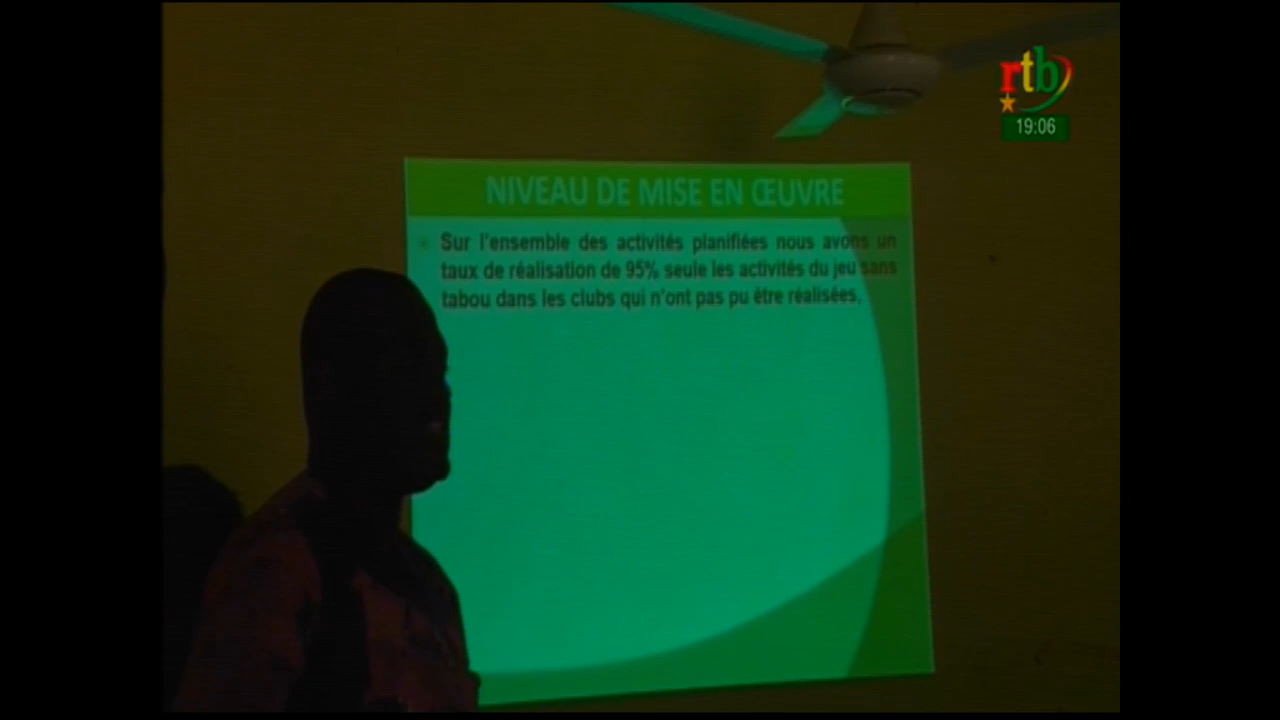 rtb
19:06
NIVEAU DE MISE EN ŒUVRE
Sur l'ensemble des activités planifiées nous avons un
taux de réalisation de 95% seule les activités du jeu sans
tabou dans les clubs qui n'ont pas pu être réalisées,